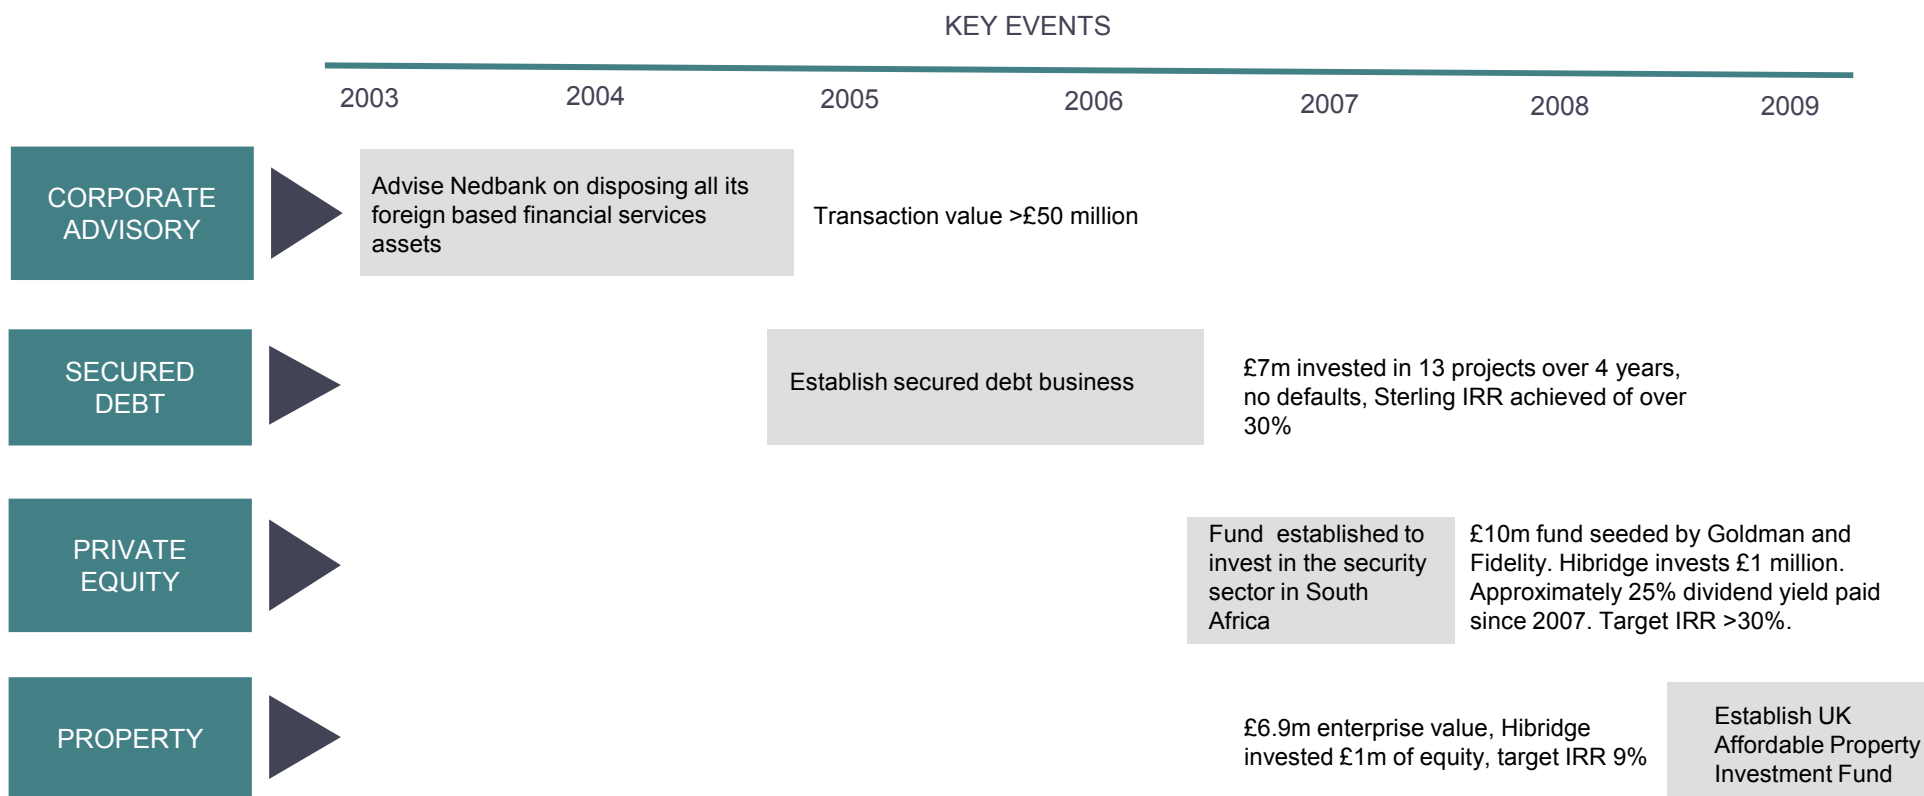 KEY EVENTS
2003 2004 2005 2006 2007 2008 2009
CORPORATE
ADVISORY
Advise Nedbank on disposing all its
foreign based financial services
assets
Transaction value >£50 million
SECURED
DEBT
Establish secured debt business
£7m invested in 13 projects over 4 years,
no defaults, Sterling IRR achieved of over
30%
PRIVATE
EQUITY
Fund established to
invest in the security
sector in South
Africa
£10m fund seeded by Goldman and
Fidelity. Hibridge invests £1 million.
Approximately 25% dividend yield paid
since 2007. Target IRR >30%.
PROPERTY
£6.9m enterprise value, Hibridge
invested £1m of equity, target IRR 9%
Establish UK
Affordable Property
Investment Fund